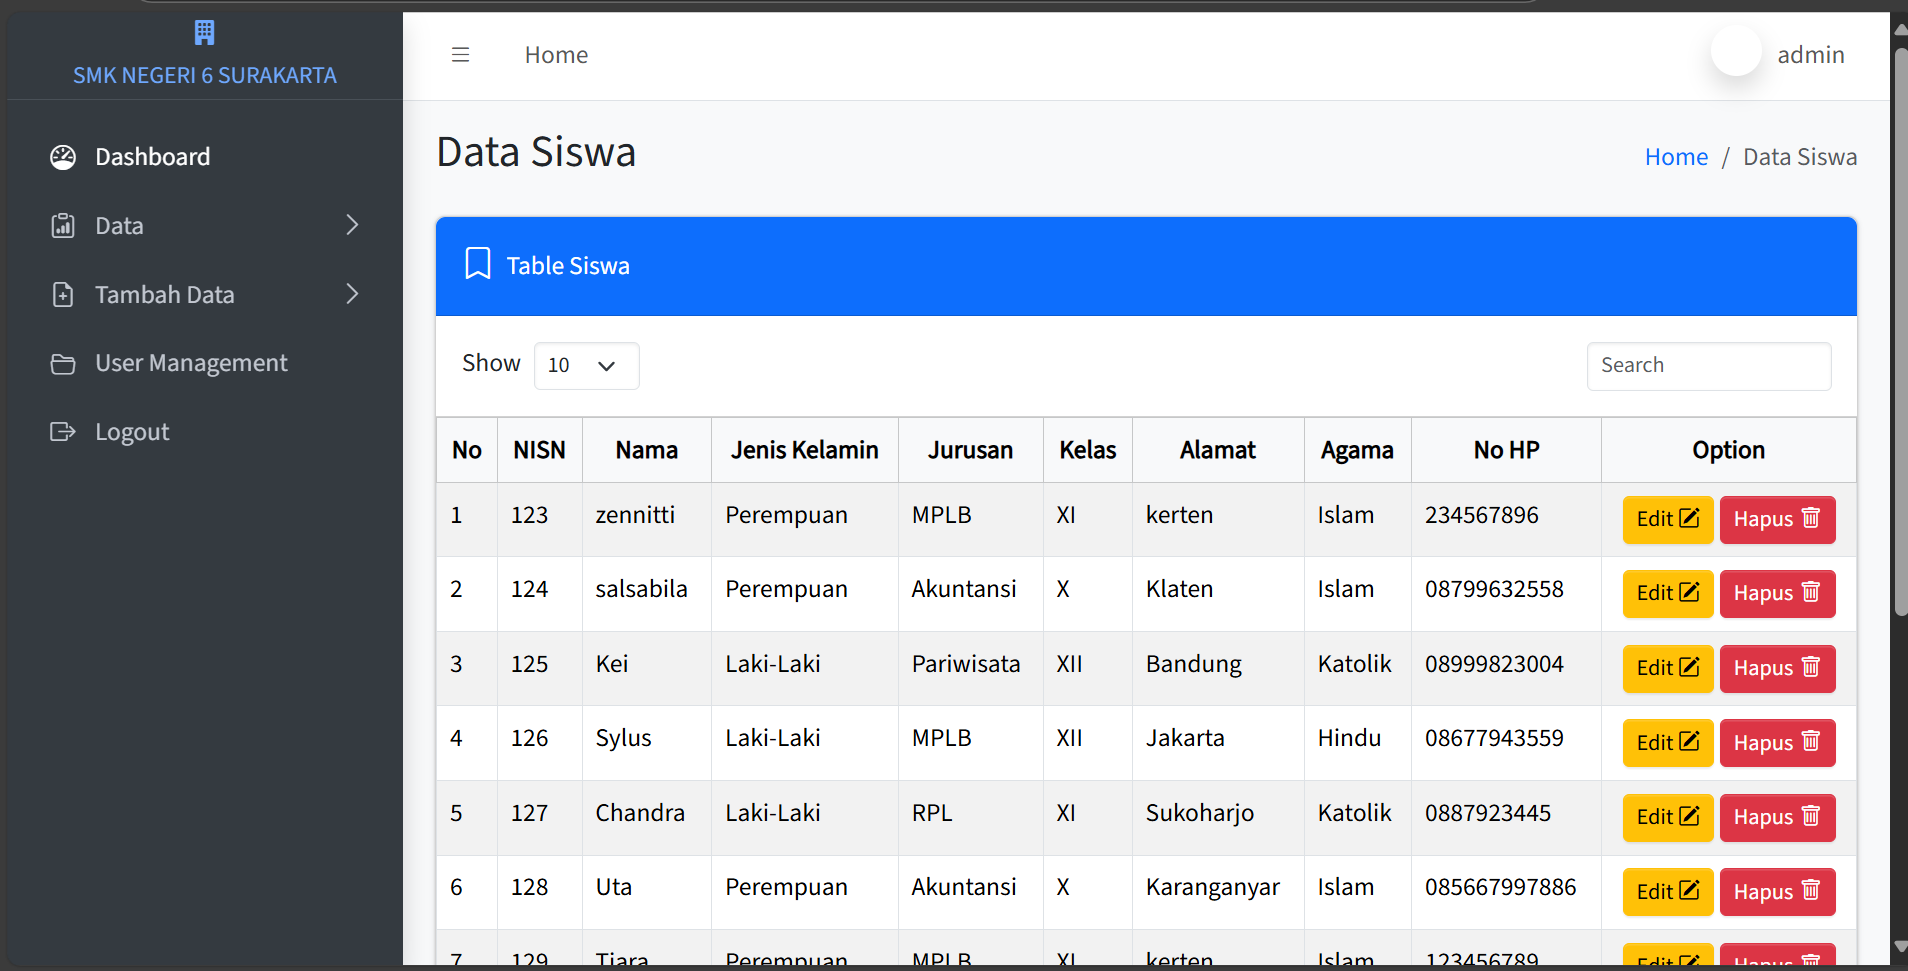 SMK NEGERI 6 SURAKARTA
Home
admin
Dashboard
Data
Tambah Data
User Management
Logout
Data Siswa
Home / Data Siswa
Table Siswa
Show 10
Search
No NISN Nama Jenis Kelamin Jurusan Kelas Alamat Agama No HP Option
1 123 zennitti Perempuan MPLB XI kerten Islam 234567896 Edit Hapus
2 124 salsabila Perempuan Akuntansi X Klaten Islam 08799632558 Edit Hapus
3 125 Kei Laki-Laki Pariwisata XII Bandung Katolik 08999823004 Edit Hapus
4 126 Sylus Laki-Laki MPLB XII Jakarta Hindu 08677943559 Edit Hapus
5 127 Chandra Laki-Laki RPL XI Sukoharjo Katolik 0887923445 Edit Hapus
6 128 Uta Perempuan Akuntansi X Karanganyar Islam 085667997886 Edit Hapus
7 129 Tiara Perempuan MPLB XI kerten Islam 123456789 Edit Hapus